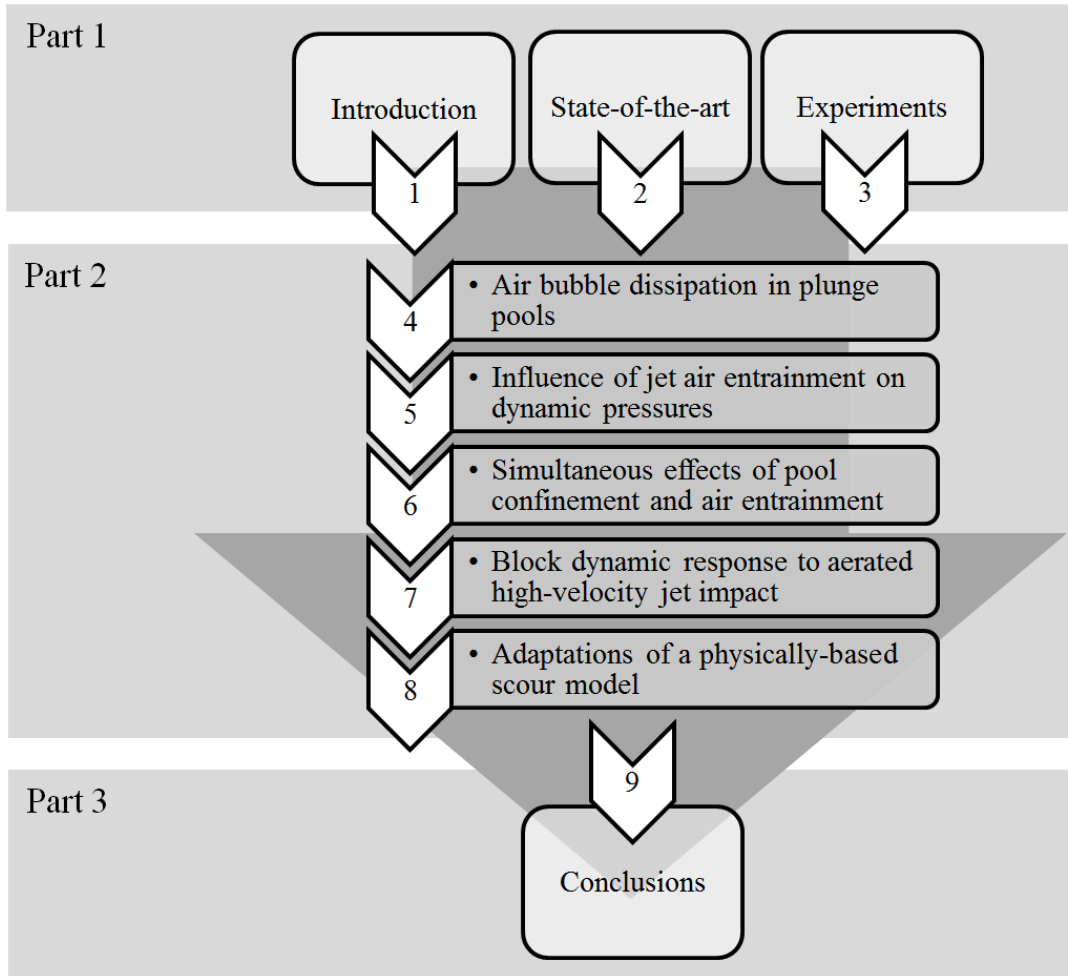 Part 1
Introduction
State-of-the-art
Experiments
1
2
3
Part 2
4
• Air bubble dissipation in plunge
pools
5
• Influence of jet air entrainment on
dynamic pressures
6
• Simultaneous effects of pool
confinement and air entrainment
7
• Block dynamic response to aerated
high-velocity jet impact
8
• Adaptations of a physically-based
scour model
9
Part 3
Conclusions